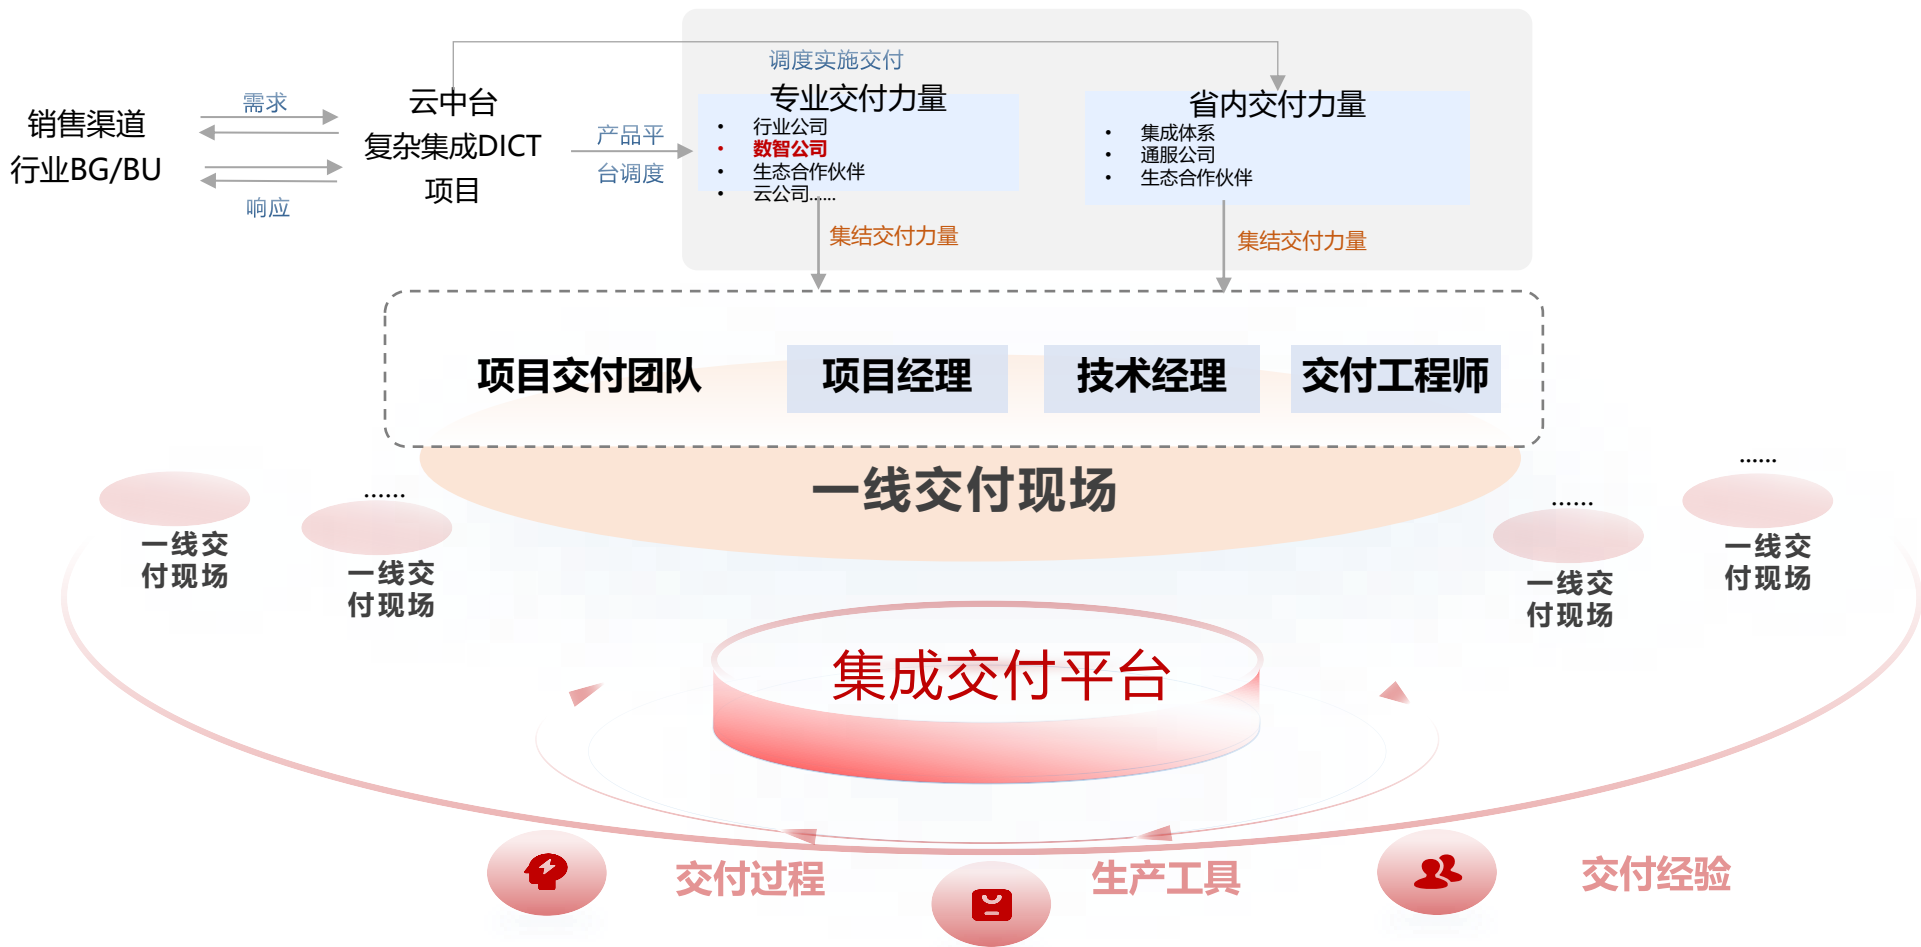 调度实施交付
销售渠道
行业BG/BU
需求
响应
云中台
复杂集成DICT
项目
产品平
台调度
专业交付力量
• 行业公司
• 数智公司
• 生态合作伙伴
• 云公司......
省内交付力量
• 集成体系
• 通服公司
• 生态合作伙伴
集结交付力量
集结交付力量
项目交付团队
项目经理
技术经理
交付工程师
一线交付现场
一线交
付现场
......
一线交
付现场
......
一线交
付现场
......
一线交
付现场
集成交付平台
交付过程
生产工具
交付经验